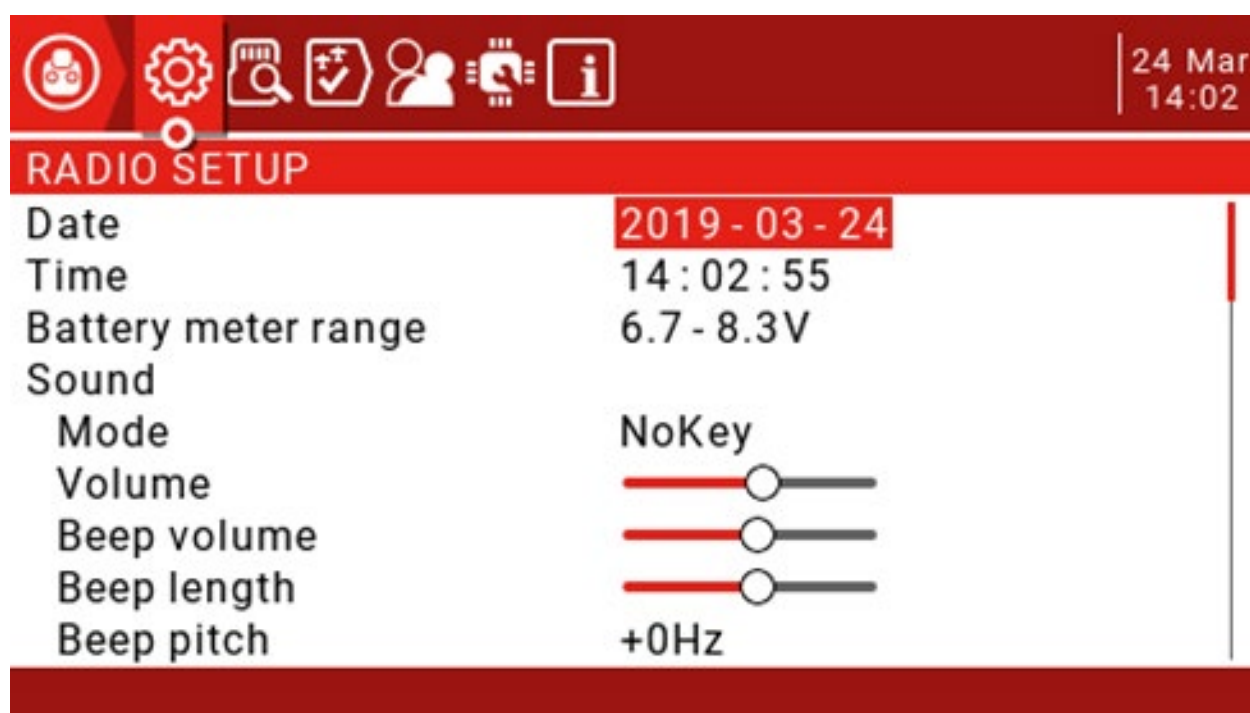 24 Mar
14:02
RADIO SETUP
Date 2019-03-24
Time 14:02:55
Battery meter range 6.7-8.3V
Sound
Mode NoKey
Volume
Beep volume
Beep length
Beep pitch +0Hz